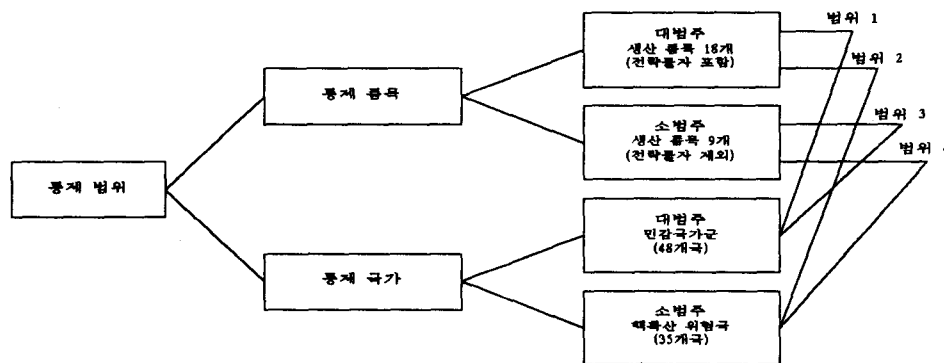 대범주
생산 품목 18개
(전략물자 포함)
범위 1
범위 2
통제 품목
소범주
생산 품목 9개
(전략물자 제외)
범위 3
범위 4
통제 범위
대범주
민감국가군
(48개국)
통제 국가
소범주
핵확산 위험국
(35개국)